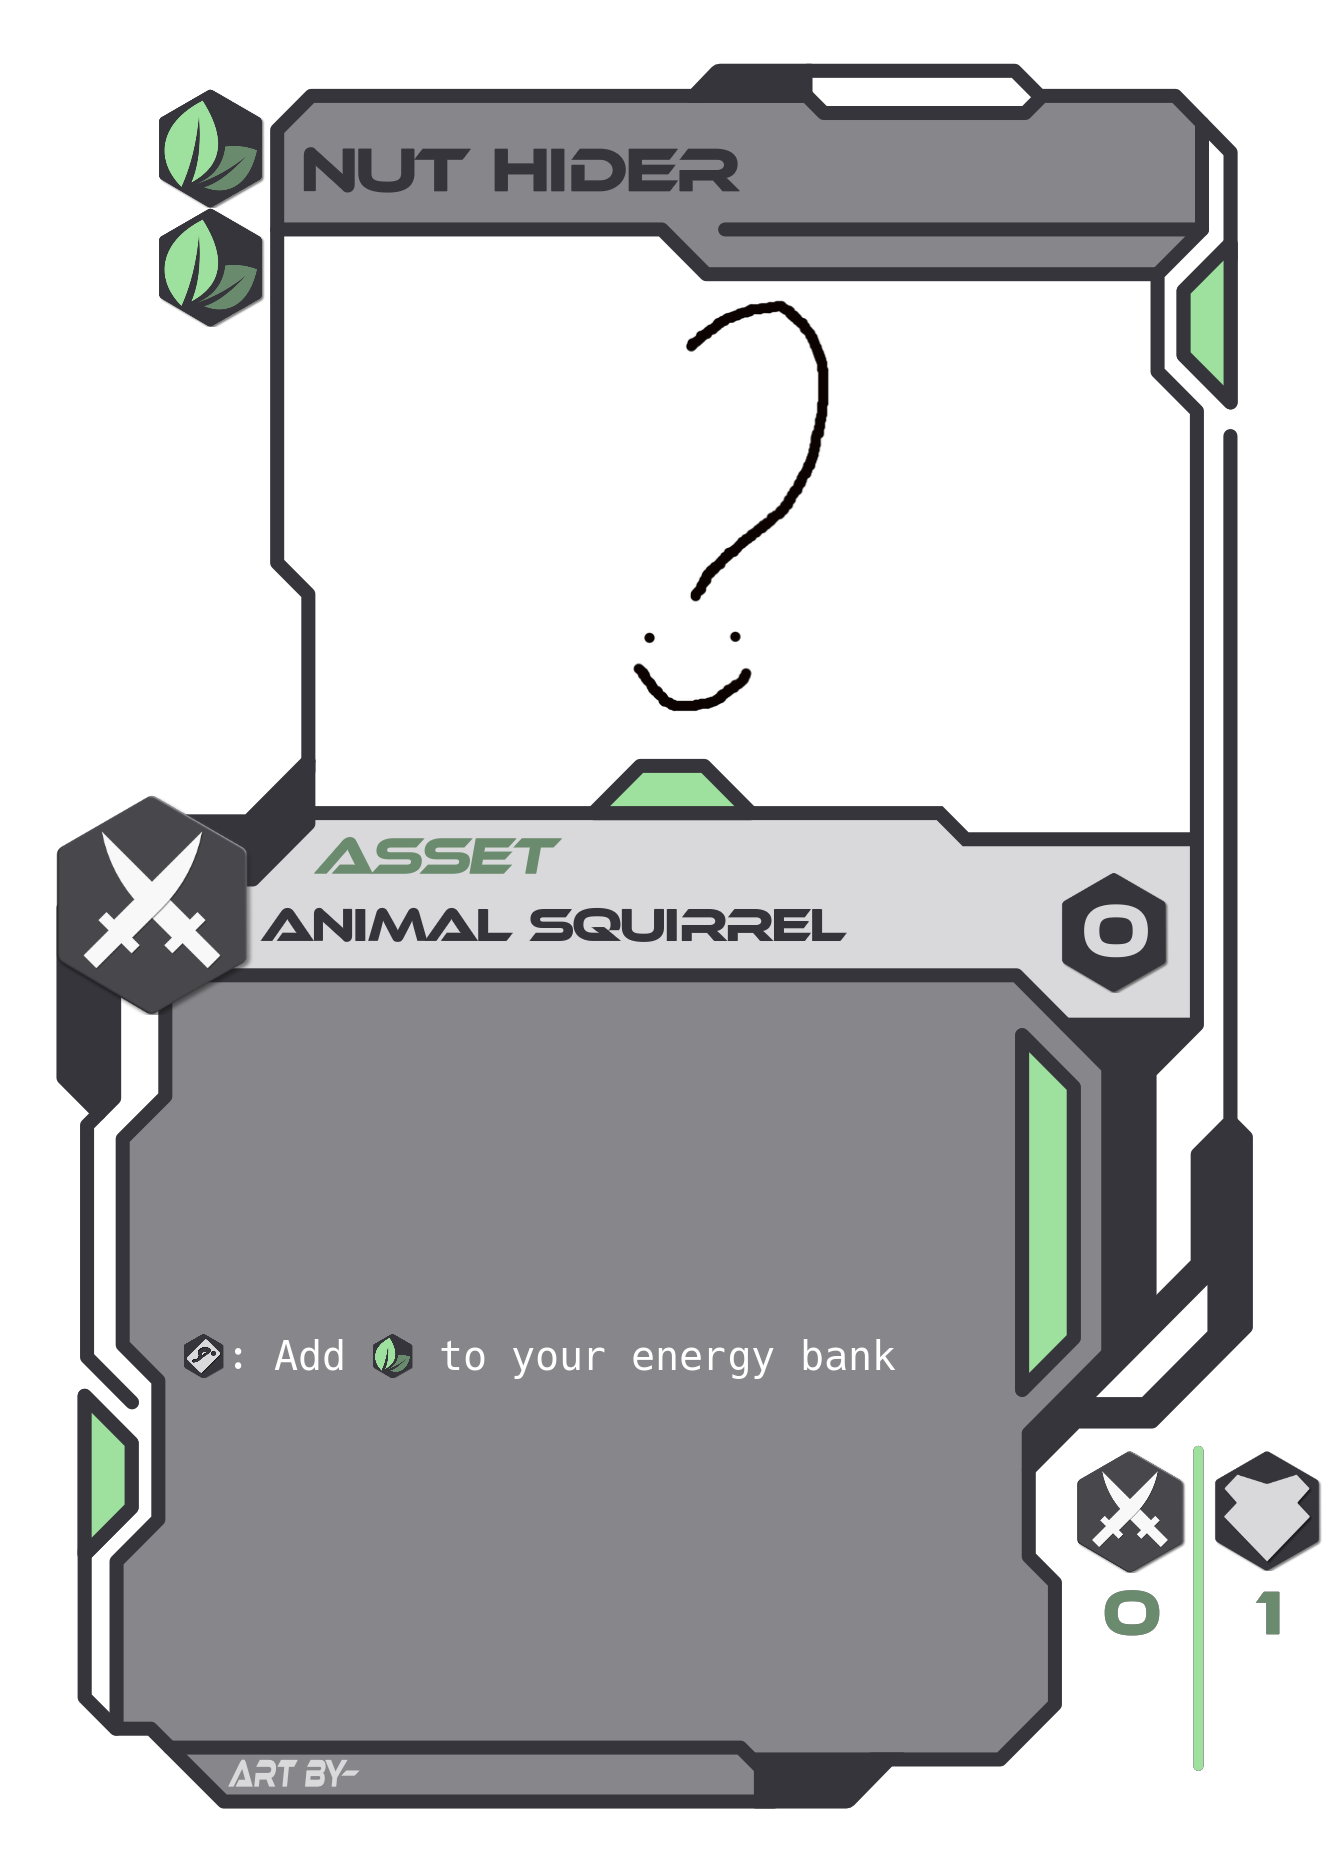 NUT HIDER
ASSET
ANIMAL SQUIRREL
0
: Add to your energy bank
0 1
ART BY-